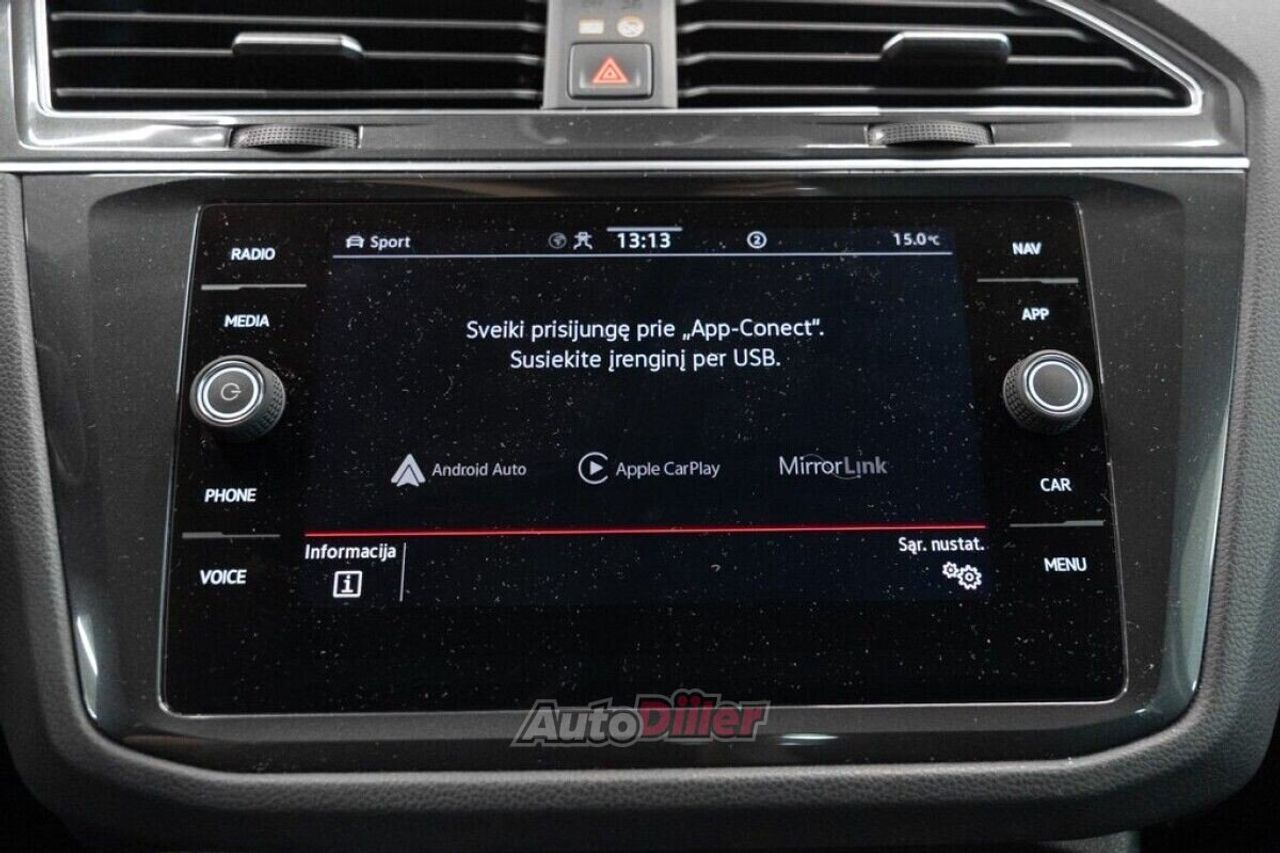 RADIO
MEDIA
PHONE
VOICE
Sport
13:13
2
15.0°C
Sveiki prisijungę prie „App-Conect“.
Susiekite įrenginį per USB.
Android Auto
Apple CarPlay
MirrorLink
Informacija
i
Sąr. nustat.
NAV
APP
CAR
MENU
AutoDiller